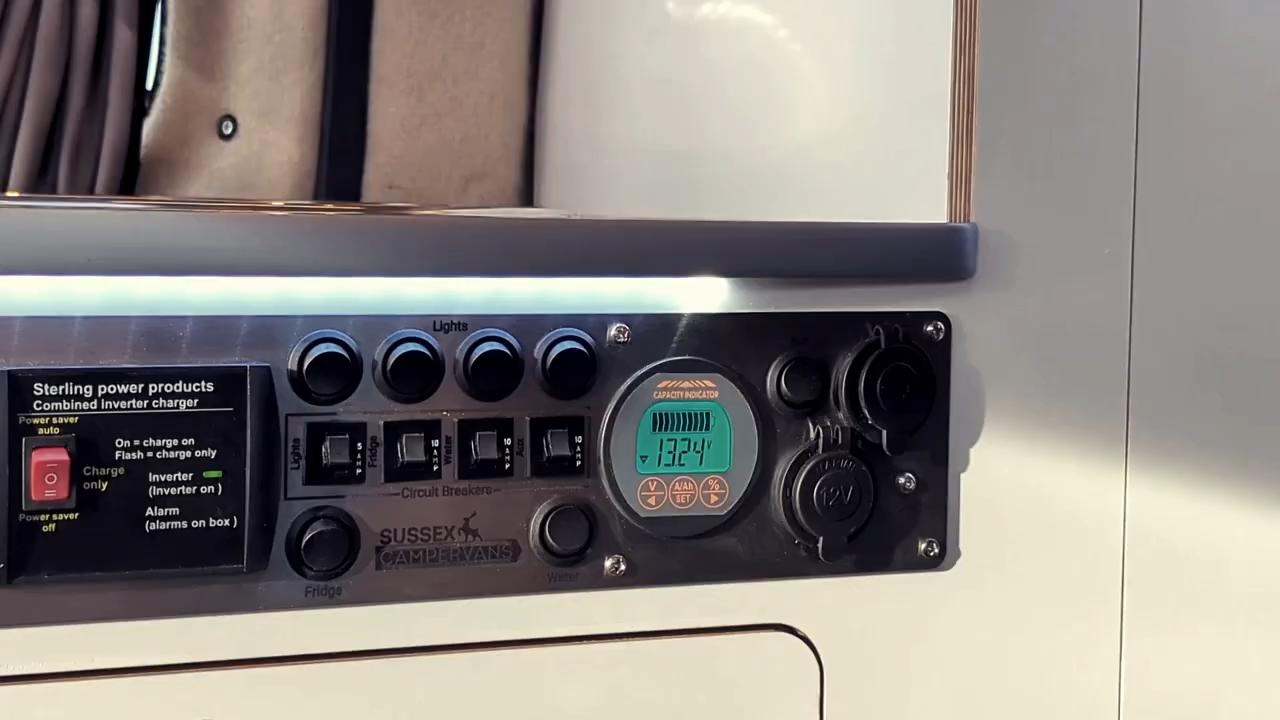 Lights
Sterling power products
Combined Inverter charger
Power saver
auto
On = charge on
Flash = charge only
Charge
only
Inverter
(Inverter on )
Alarm
(alarms on box )
Power saver
off
Lights
5 AMP
Fridge
10 AMP
Water
10 AMP
Aux
10 AMP
Circuit Breakers
SUSSEX
CAMPERVANS
Fridge
Water
CAPACITY INDICATOR
13.24 V
V
A/Ah
SET
%
12V